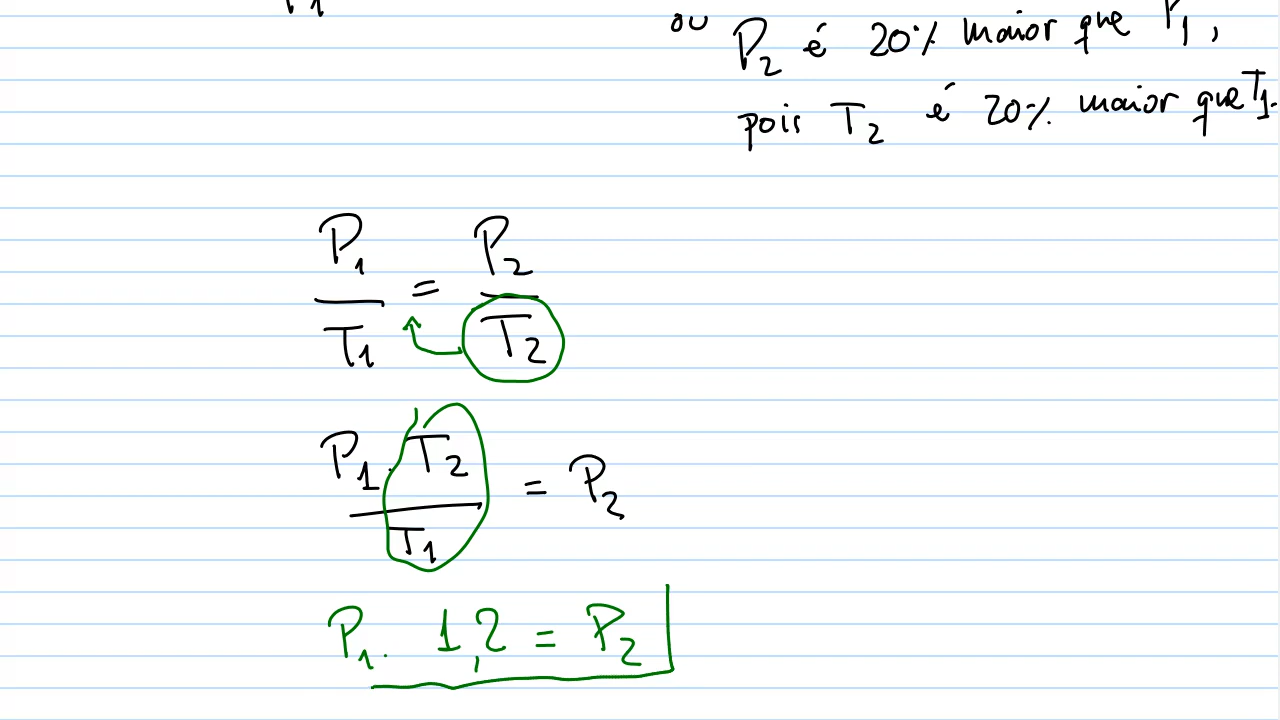 ou P₂ é 20% maior que P₁,
pois T₂ é 20% maior que T₁.
P₁/T₁ = P₂/T₂
P₁. T₂/T₁ = P₂
P₁. 1,2 = P₂